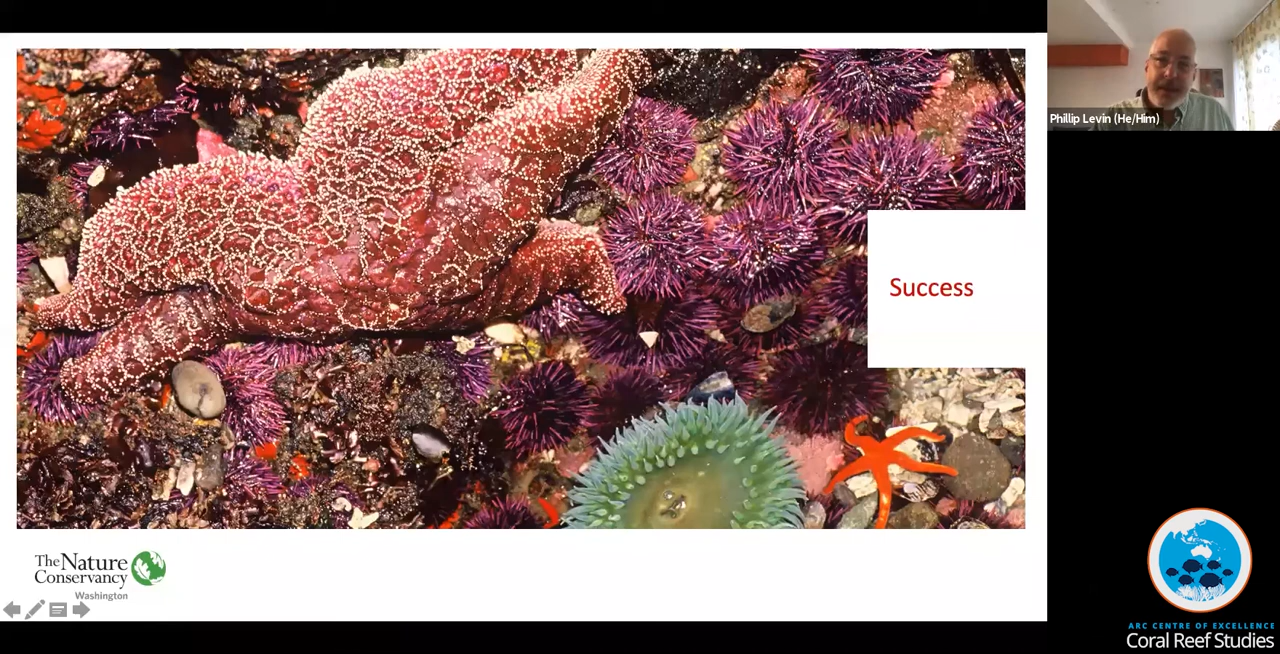 Phillip Levin (He/Him)
Success
The Nature
Conservancy
Washington
ARC CENTRE OF EXCELLENCE
Coral Reef Studies